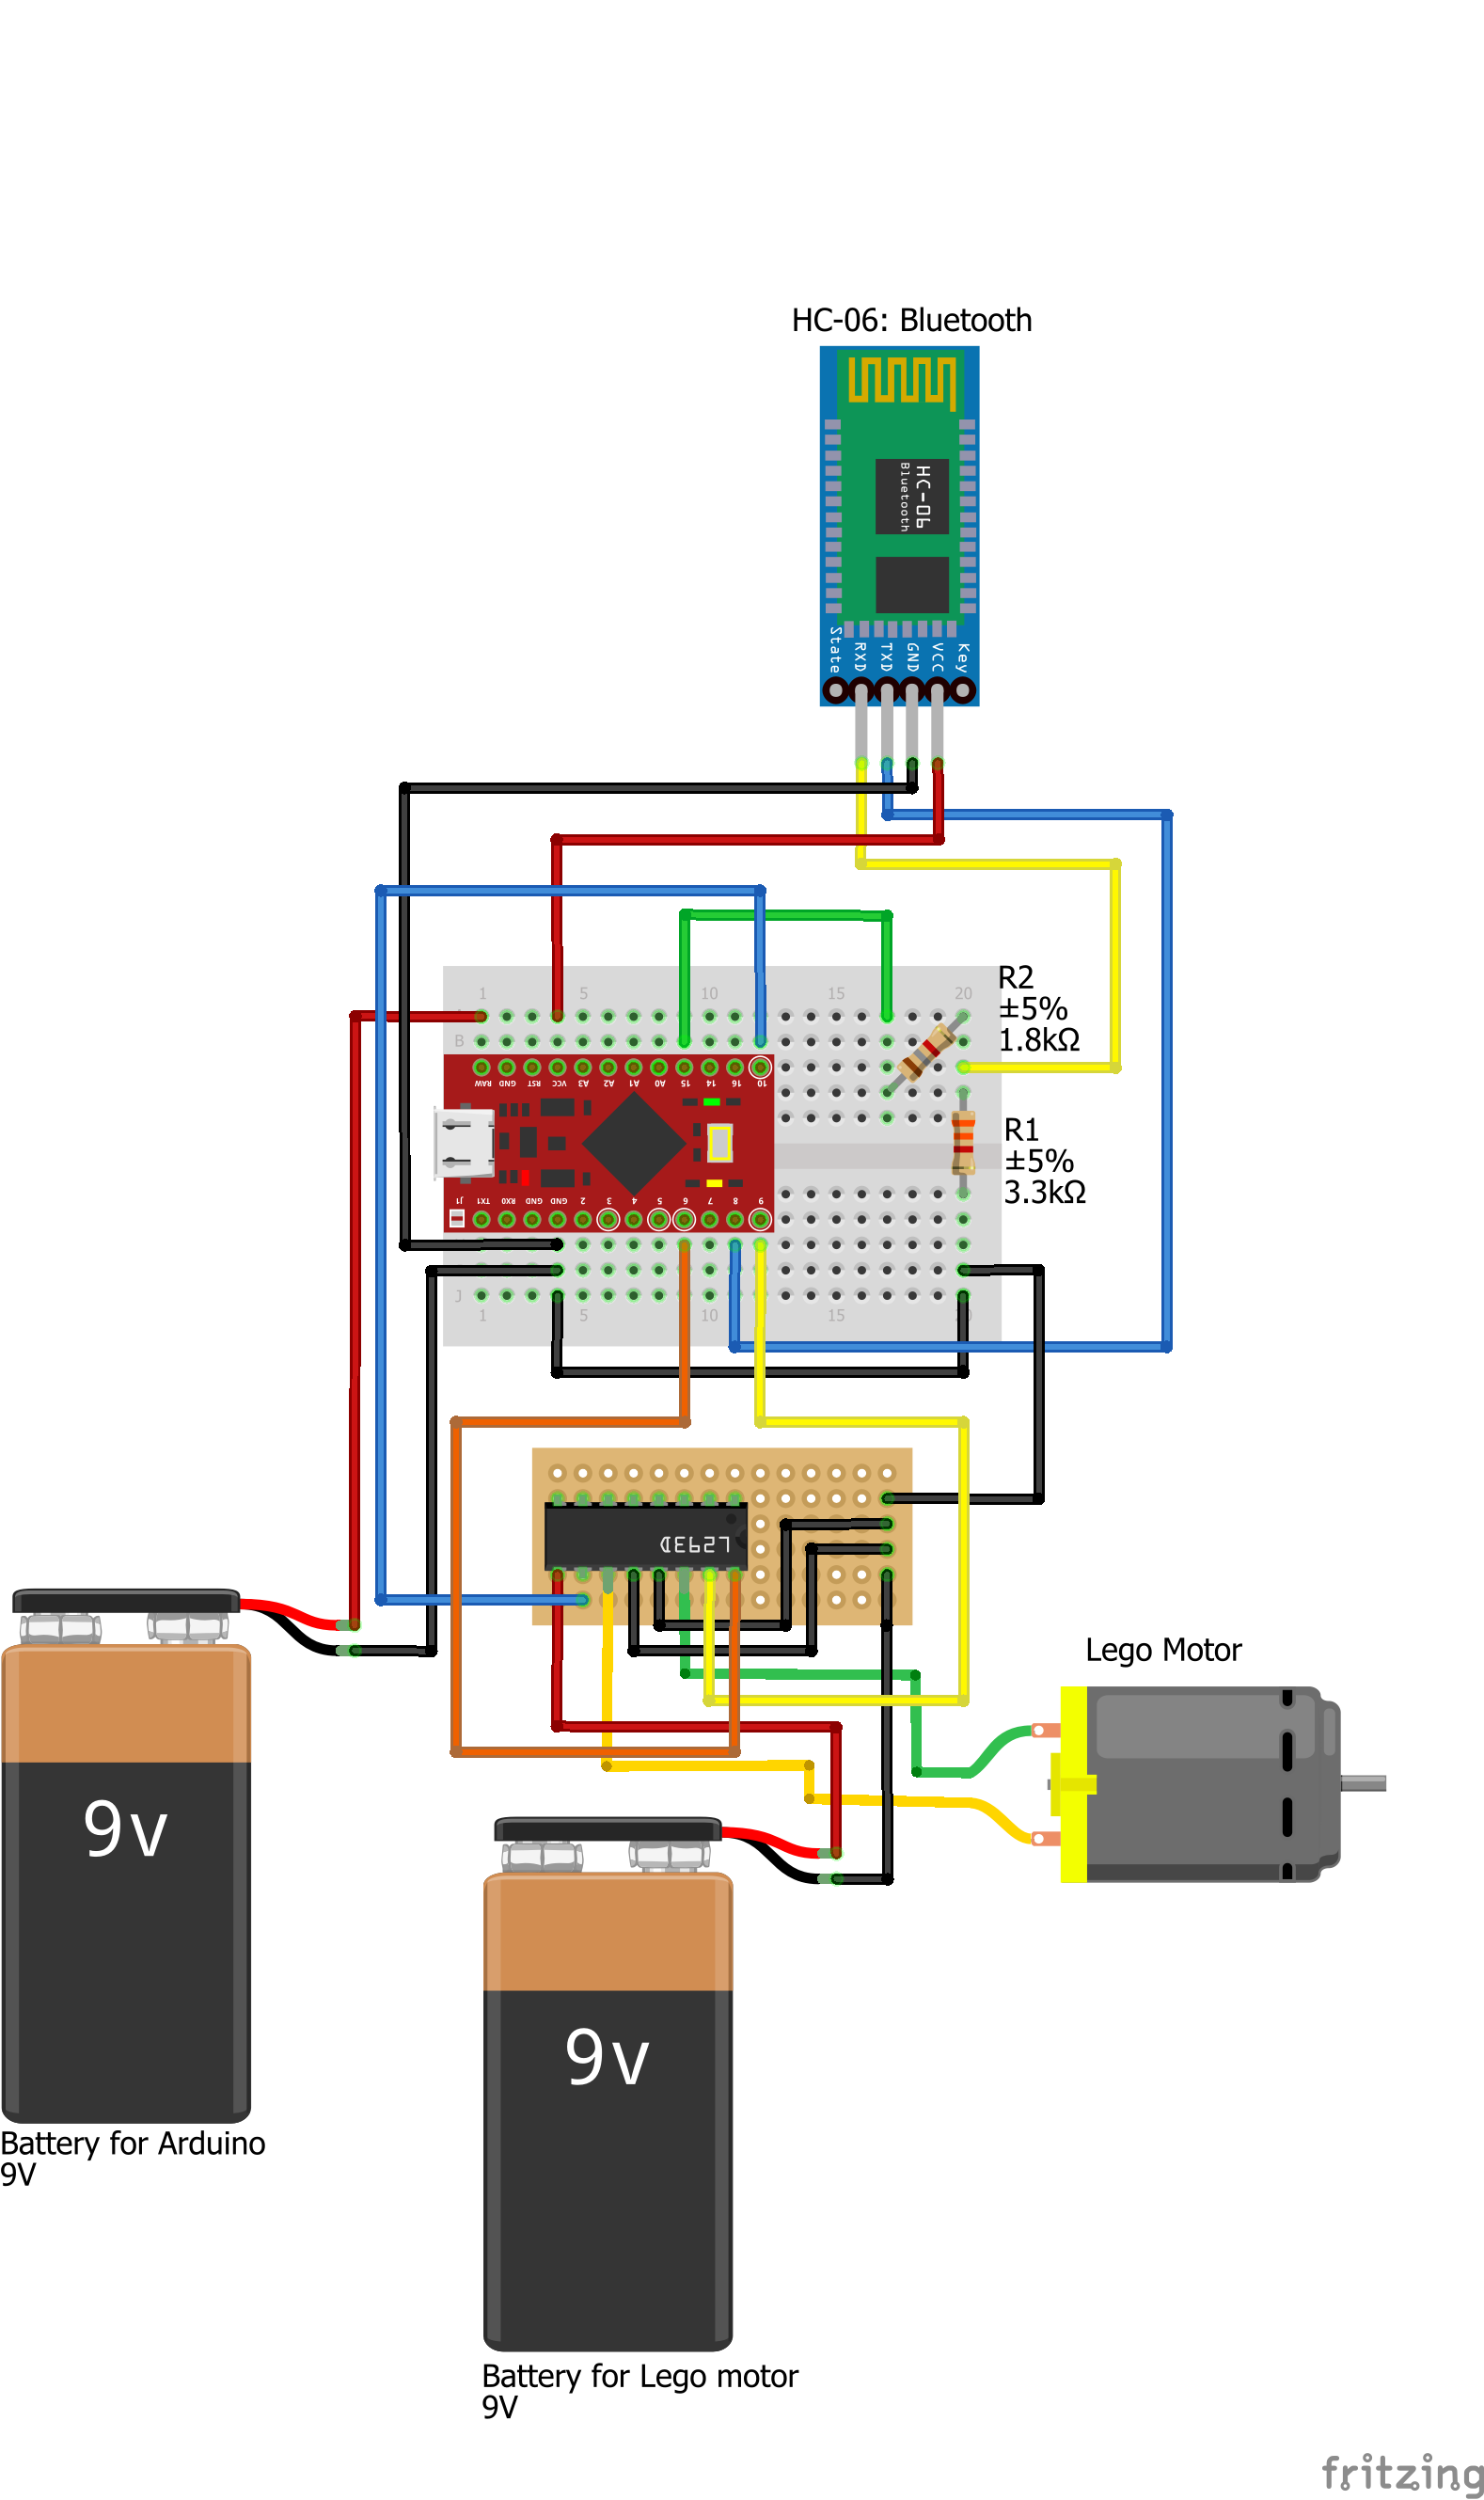 HC-06: Bluetooth
HC-06
Bluetooth
State
RXD
TXD
GND
VCC
Key
1 5 10 15 20
B
RAW GND RST VCC A3 A2 A1 A0 15 14 16 10
R2
±5%
1.8kΩ
R1
±5%
3.3kΩ
J1 TX1 RX0 GND GND 2 3 4 5 6 7 8 9
J
1 5 10 15
L293D
Lego Motor
9v
Battery for Arduino
9V
9v
Battery for Lego motor
9V
fritzing